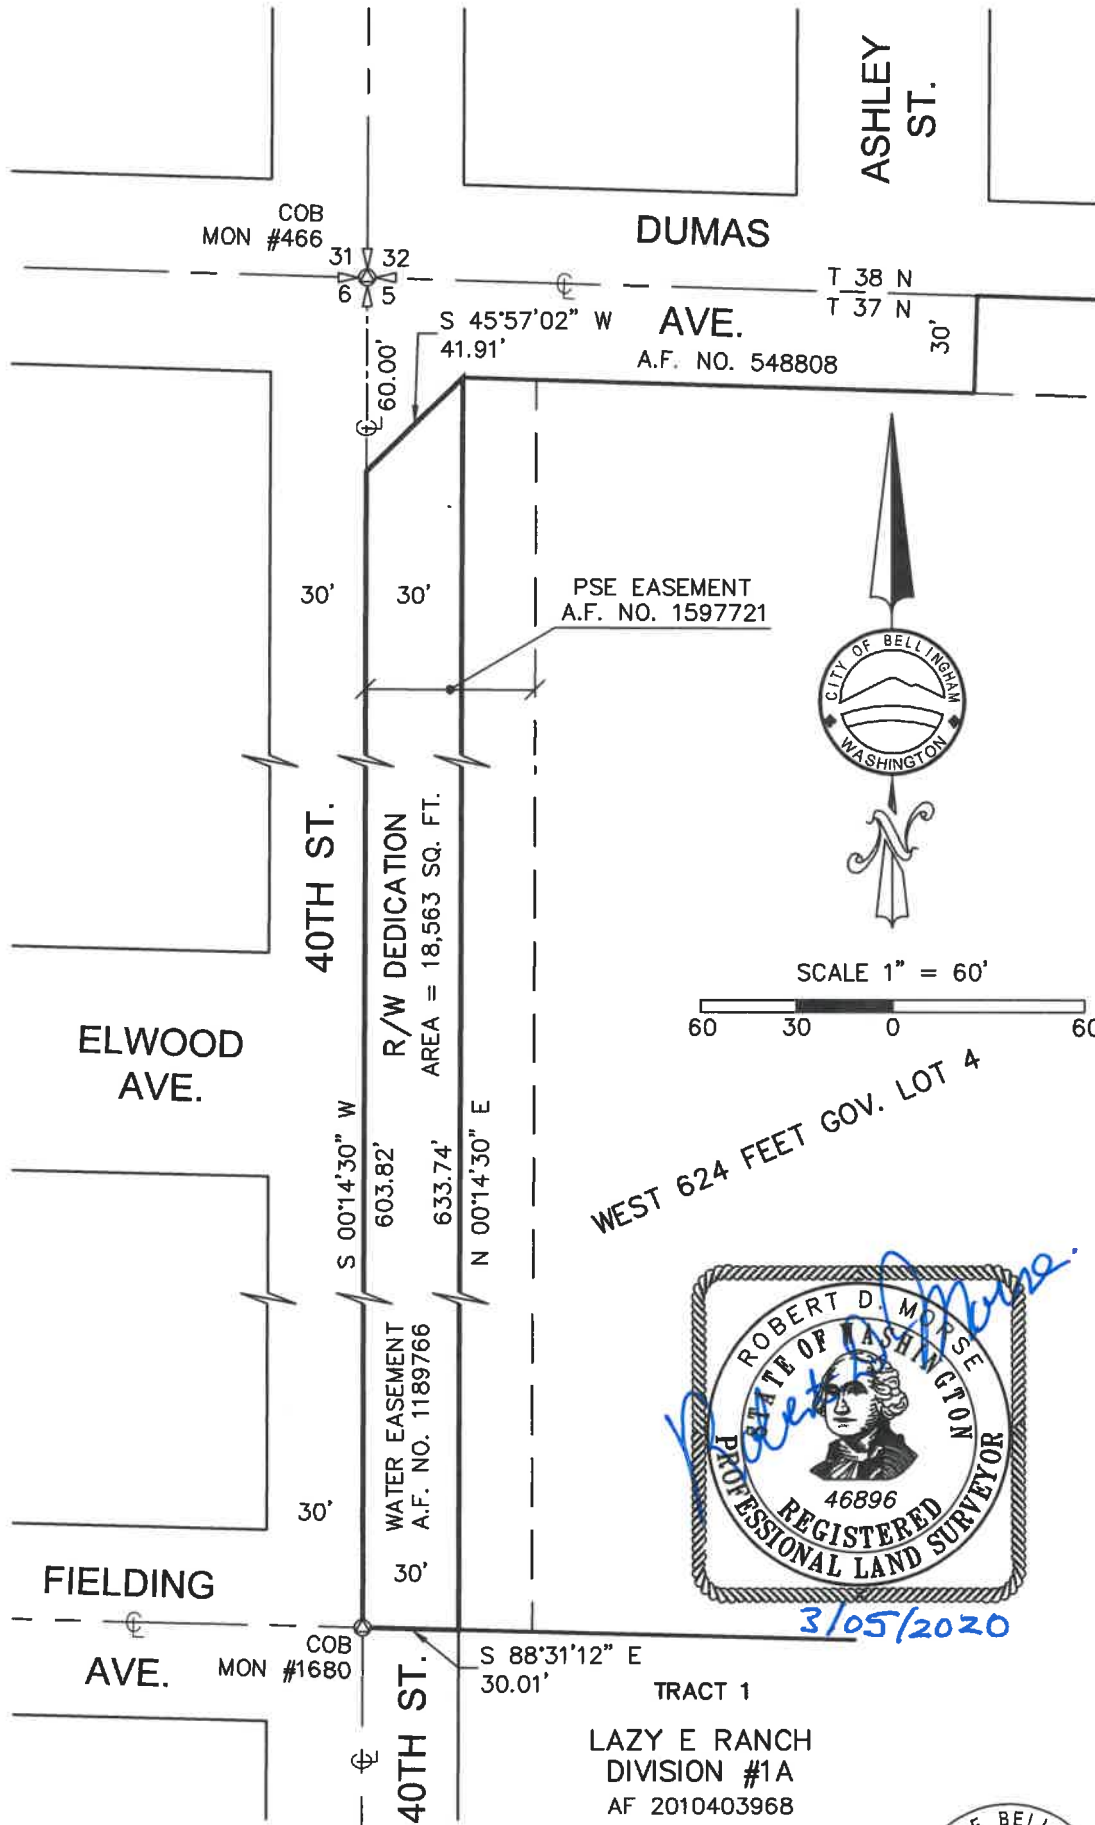 ASHLEY
ST.
COB
MON #466
31 32
6 5
DUMAS
AVE.
℄
T 38 N
T 37 N
30'
A.F. NO. 548808
S 45°57'02" W
41.91'
60.00'
℄
30'
30'
PSE EASEMENT
A.F. NO. 1597721
CITY OF BELLINGHAM
WASHINGTON
N
SCALE 1" = 60'
60 30 0 60
40TH ST.
R/W DEDICATION
AREA = 18,563 SQ. FT.
ELWOOD
AVE.
S 00°14'30" W
603.82'
633.74'
N 00°14'30" E
WEST 624 FEET GOV. LOT 4
WATER EASEMENT
A.F. NO. 1189766
30'
30'
ROBERT D. MORSE
STATE OF WASHINGTON
46896
REGISTERED
PROFESSIONAL LAND SURVEYOR
Robert D Morse.
3/05/2020
FIELDING
AVE.
℄
COB
MON #1680
S 88°31'12" E
30.01'
40TH ST.
℄
TRACT 1
LAZY E RANCH
DIVISION #1A
AF 2010403968